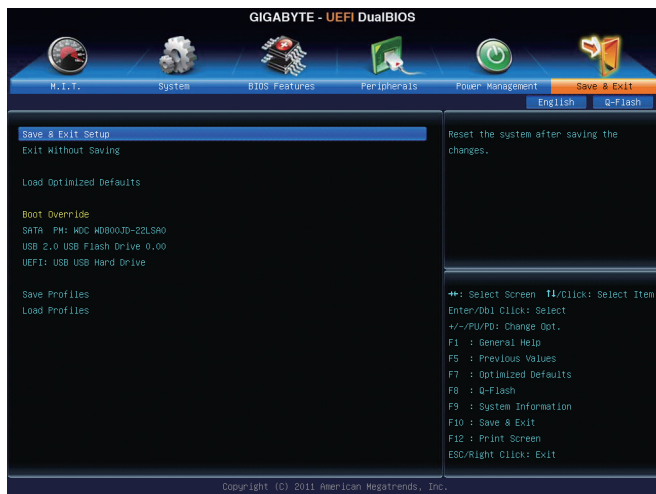 GIGABYTE - UEFI DualBIOS
M.I.T. System BIOS Features Peripherals Power Management Save & Exit
English Q-Flash
Save & Exit Setup
Exit Without Saving
Load Optimized Defaults
Boot Override
SATA PM: WDC WD800JD-22LSA0
USB 2.0 USB Flash Drive 0.00
UEFI: USB USB Hard Drive
Save Profiles
Load Profiles
Reset the system after saving the
changes.
→←: Select Screen ↑↓/Click: Select Item
Enter/Dbl Click: Select
+/-/PU/PD: Change Opt.
F1 : General Help
F5 : Previous Values
F7 : Optimized Defaults
F8 : Q-Flash
F9 : System Information
F10 : Save & Exit
F12 : Print Screen
ESC/Right Click: Exit
Copyright (C) 2011 American Megatrends, Inc.